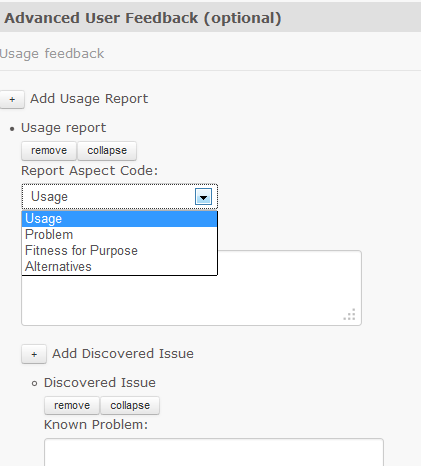 Advanced User Feedback (optional)
Usage feedback
+ Add Usage Report
Usage report
remove collapse
Report Aspect Code:
Usage
Usage
Problem
Fitness for Purpose
Alternatives
+ Add Discovered Issue
Discovered Issue
remove collapse
Known Problem: